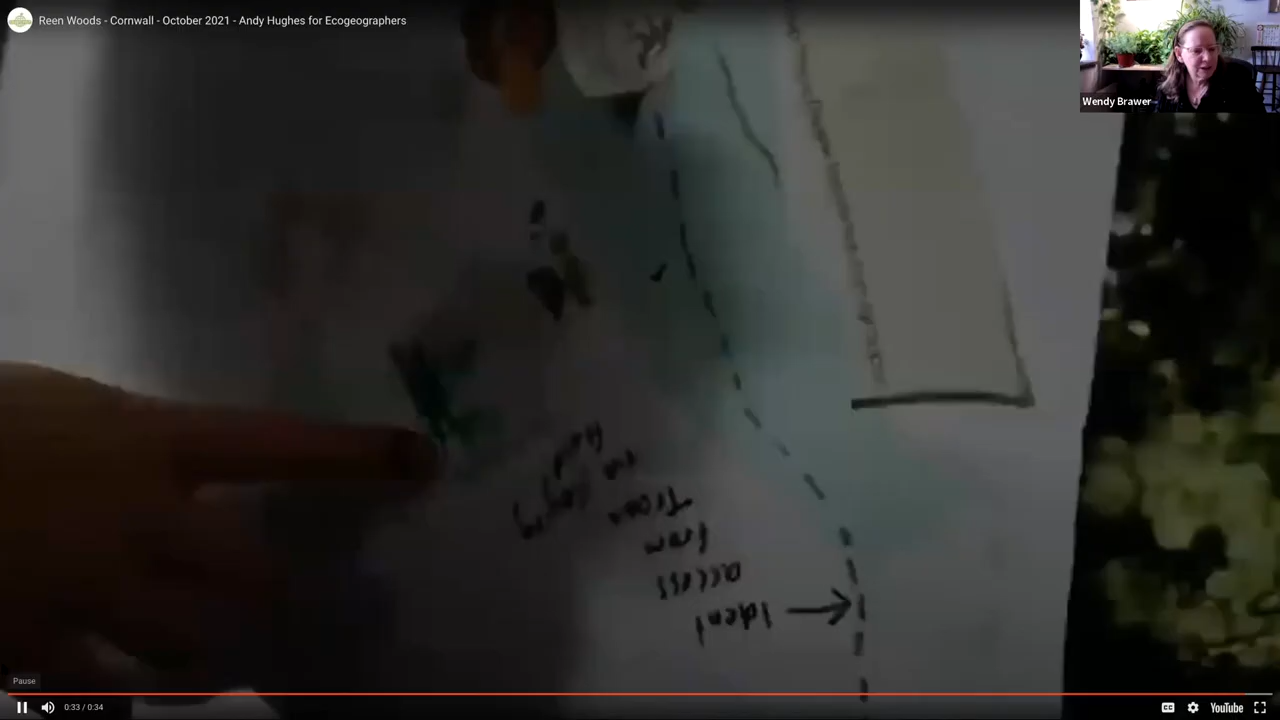 Reen Woods - Cornwall - October 2021 - Andy Hughes for Ecogeographers
Wendy Brawer
Ideal
access
from
Pause
0:33 / 0:34
CC
YouTube